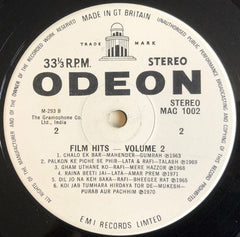 MADE IN GT BRITAIN
TRADE MARK
33⅓ R.P.M. STEREO
ODEON
M-293 B
The Gramophone Co.
Ltd., India
STEREO
MAC 1002
2 2
FILM HITS — VOLUME 2
1 - CHALO EK BAR - MAHENDER - GUMRAH ℗1963
2 - PALKON KE PICHE SE PHIR - LATA & RAFI - TALASH ℗1969
3 - GHAM UTHANE KO - RAFI - MERE HAZOOR ℗1968
4 - RAINA BEETI JAI - LATA - AMAR PREM ℗1971
5 - DIL JO NA KEH SAKA - RAFI - BHEEGEE RAT ℗1965
6 - KOI JAB TUMHARA HIRDAYA TOR DE - MUKESH -
PURAB AUR PACHHIM ℗1970
EMI RECORDS LIMITED